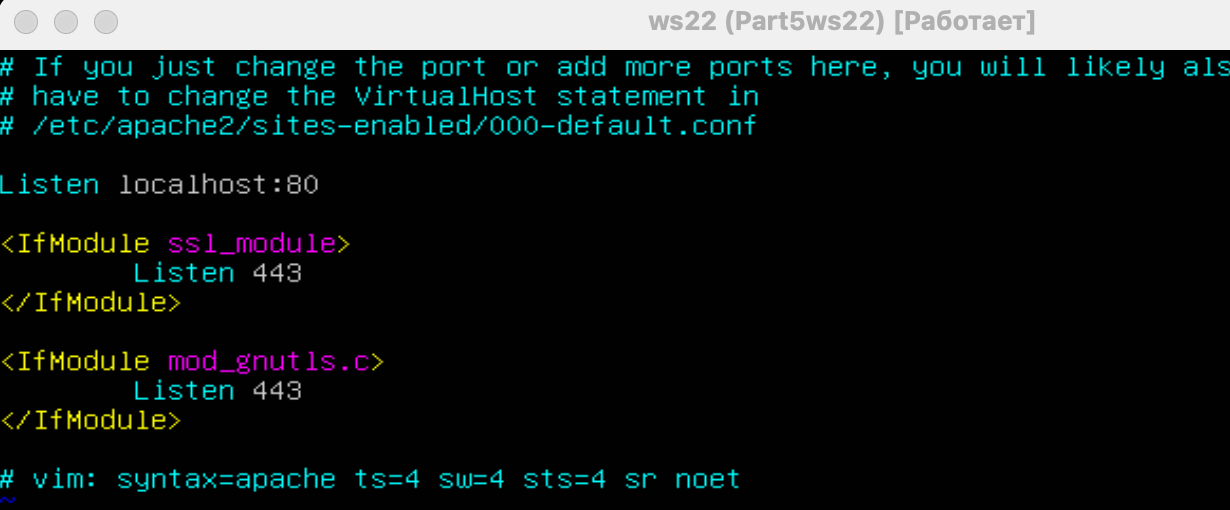 ws22 (Part5ws22) [Работает]
# If you just change the port or add more ports here, you will likely als
# have to change the VirtualHost statement in
# /etc/apache2/sites-enabled/000-default.conf
Listen localhost:80
<IfModule ssl_module>
        Listen 443
</IfModule>
<IfModule mod_gnutls.c>
        Listen 443
</IfModule>
# vim: syntax=apache ts=4 sw=4 sts=4 sr noet
~